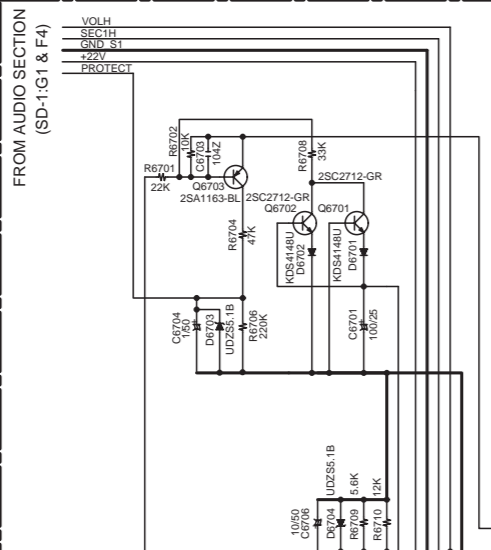 FROM AUDIO SECTION
(SD-1:G1 & F4)
VOLH
SEC1H
GND_S1
+22V
PROTECT
R6702
10K
C6703
104Z
R6708
33K
R6701
22K
Q6703
2SA1163-BL
2SC2712-GR
2SC2712-GR
Q6702
Q6701
R6704
47K
KDS4148U
D6702
KDS4148U
D6701
C6704
1/50
D6703
UDZS5.1B
R6706
220K
C6701
100/25
10/50
C6706
UDZS5.1B
D6704
5.6K
R6709
12K
R6710